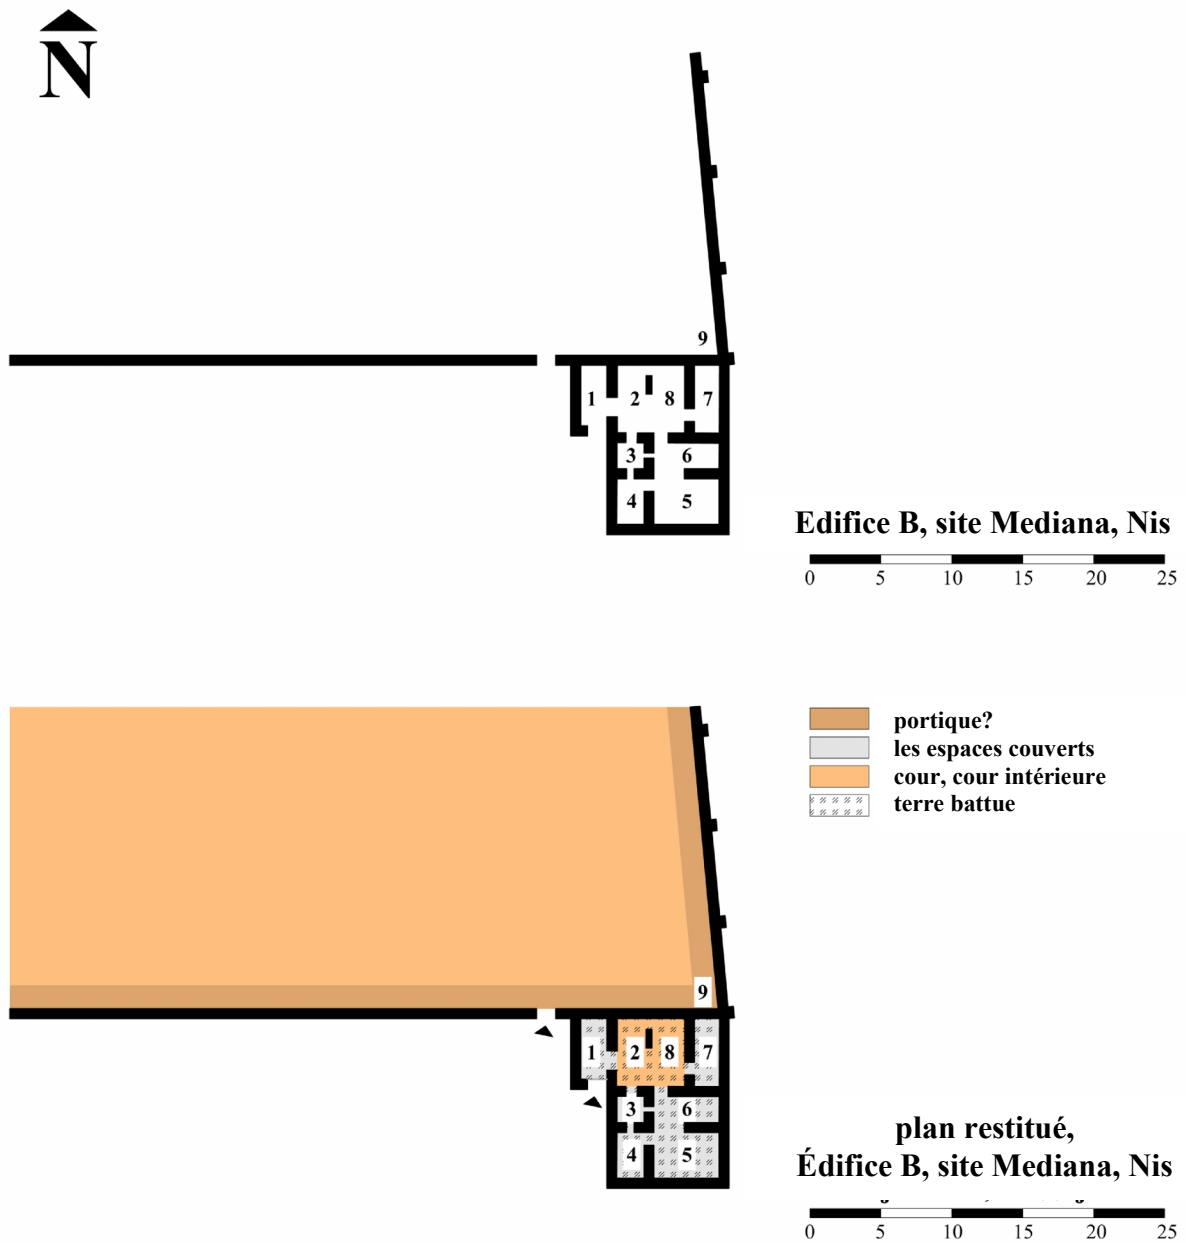 N
9
1 2 8 7
3 6
4 5
Edifice B, site Mediana, Nis
0 5 10 15 20 25
portique?
les espaces couverts
cour, cour intérieure
terre battue
9
1 2 8 7
3 6
4 5
plan restitué,
Édifice B, site Mediana, Nis
0 5 10 15 20 25